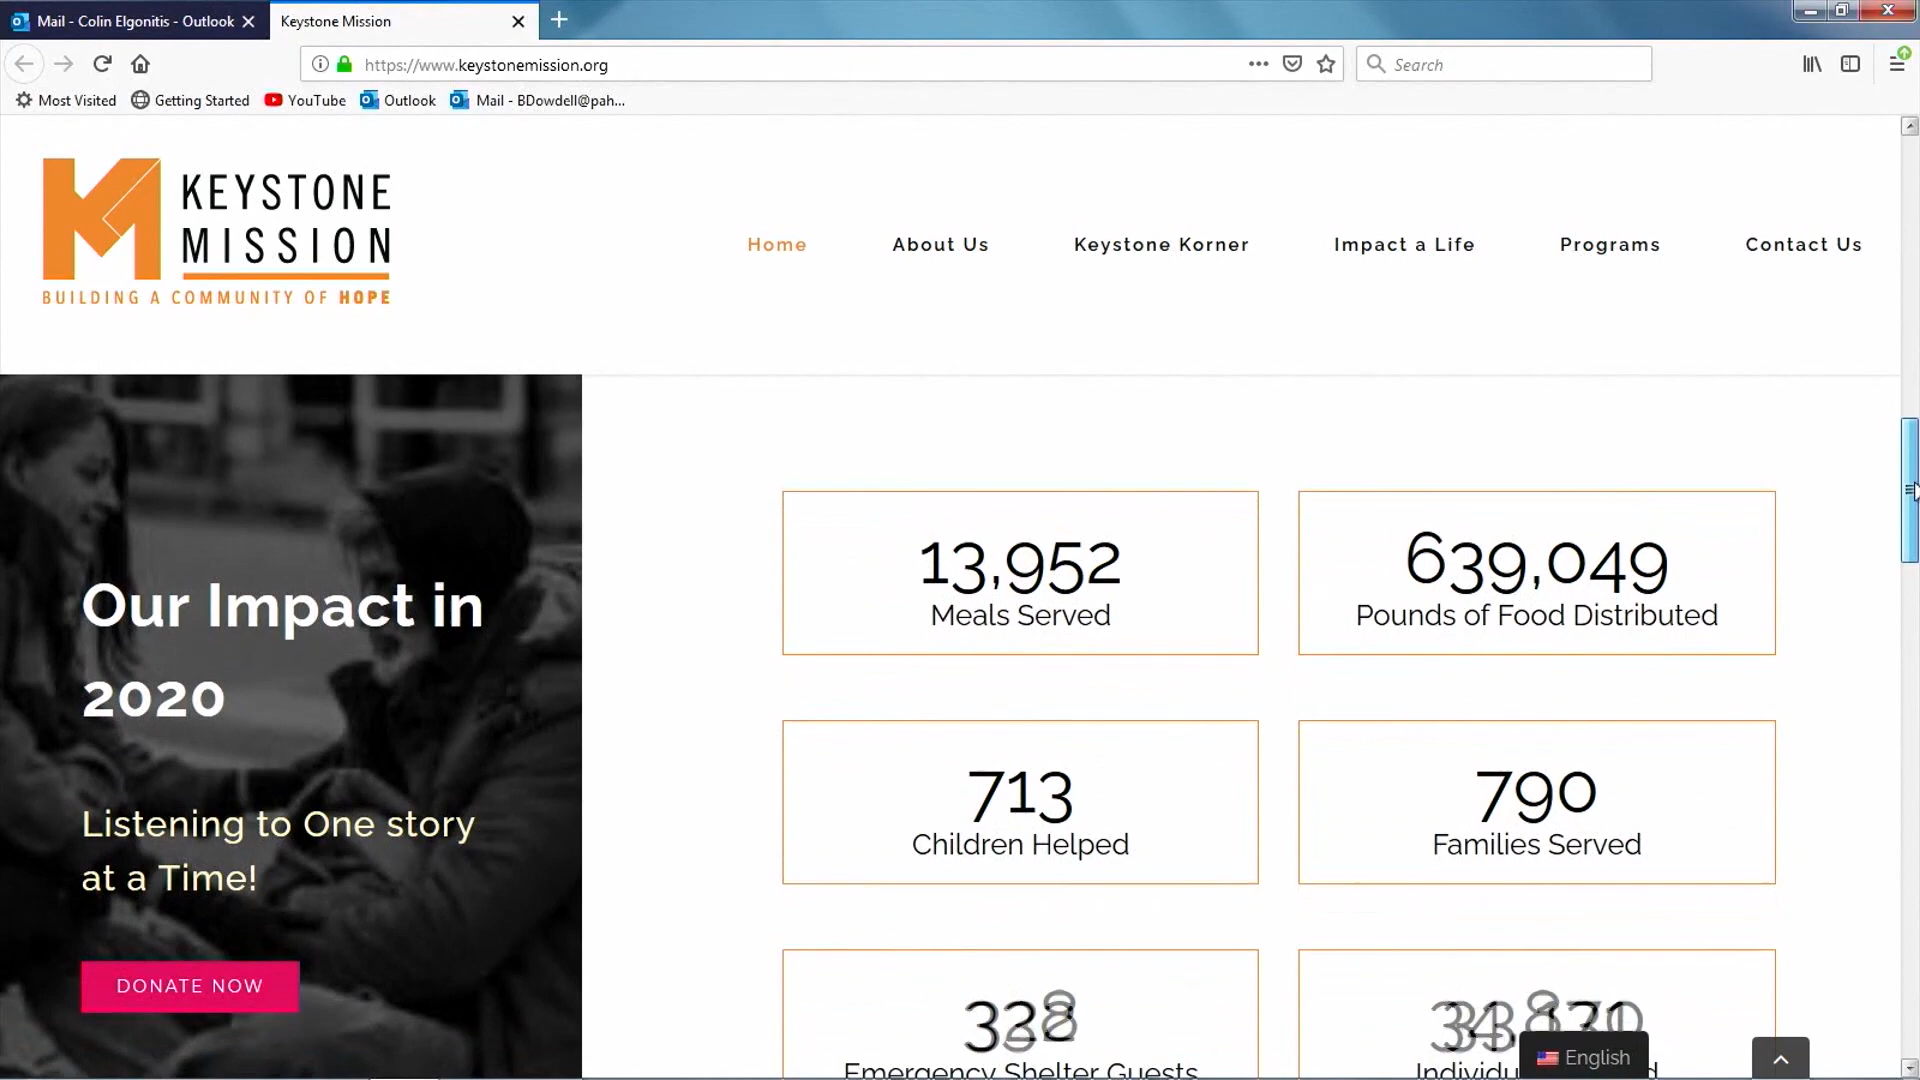 Mail - Colin Elgonitis - Outlook
Keystone Mission
https://www.keystonemission.org
Search
Most Visited
Getting Started
YouTube
Outlook
Mail - BDowdell@pah...
KEYSTONE
MISSION
BUILDING A COMMUNITY OF HOPE
Home
About Us
Keystone Korner
Impact a Life
Programs
Contact Us
Our Impact in
2020
Listening to One story
at a Time!
DONATE NOW
13,952
Meals Served
639,049
Pounds of Food Distributed
713
Children Helped
790
Families Served
Emergency Shelter Guests
English